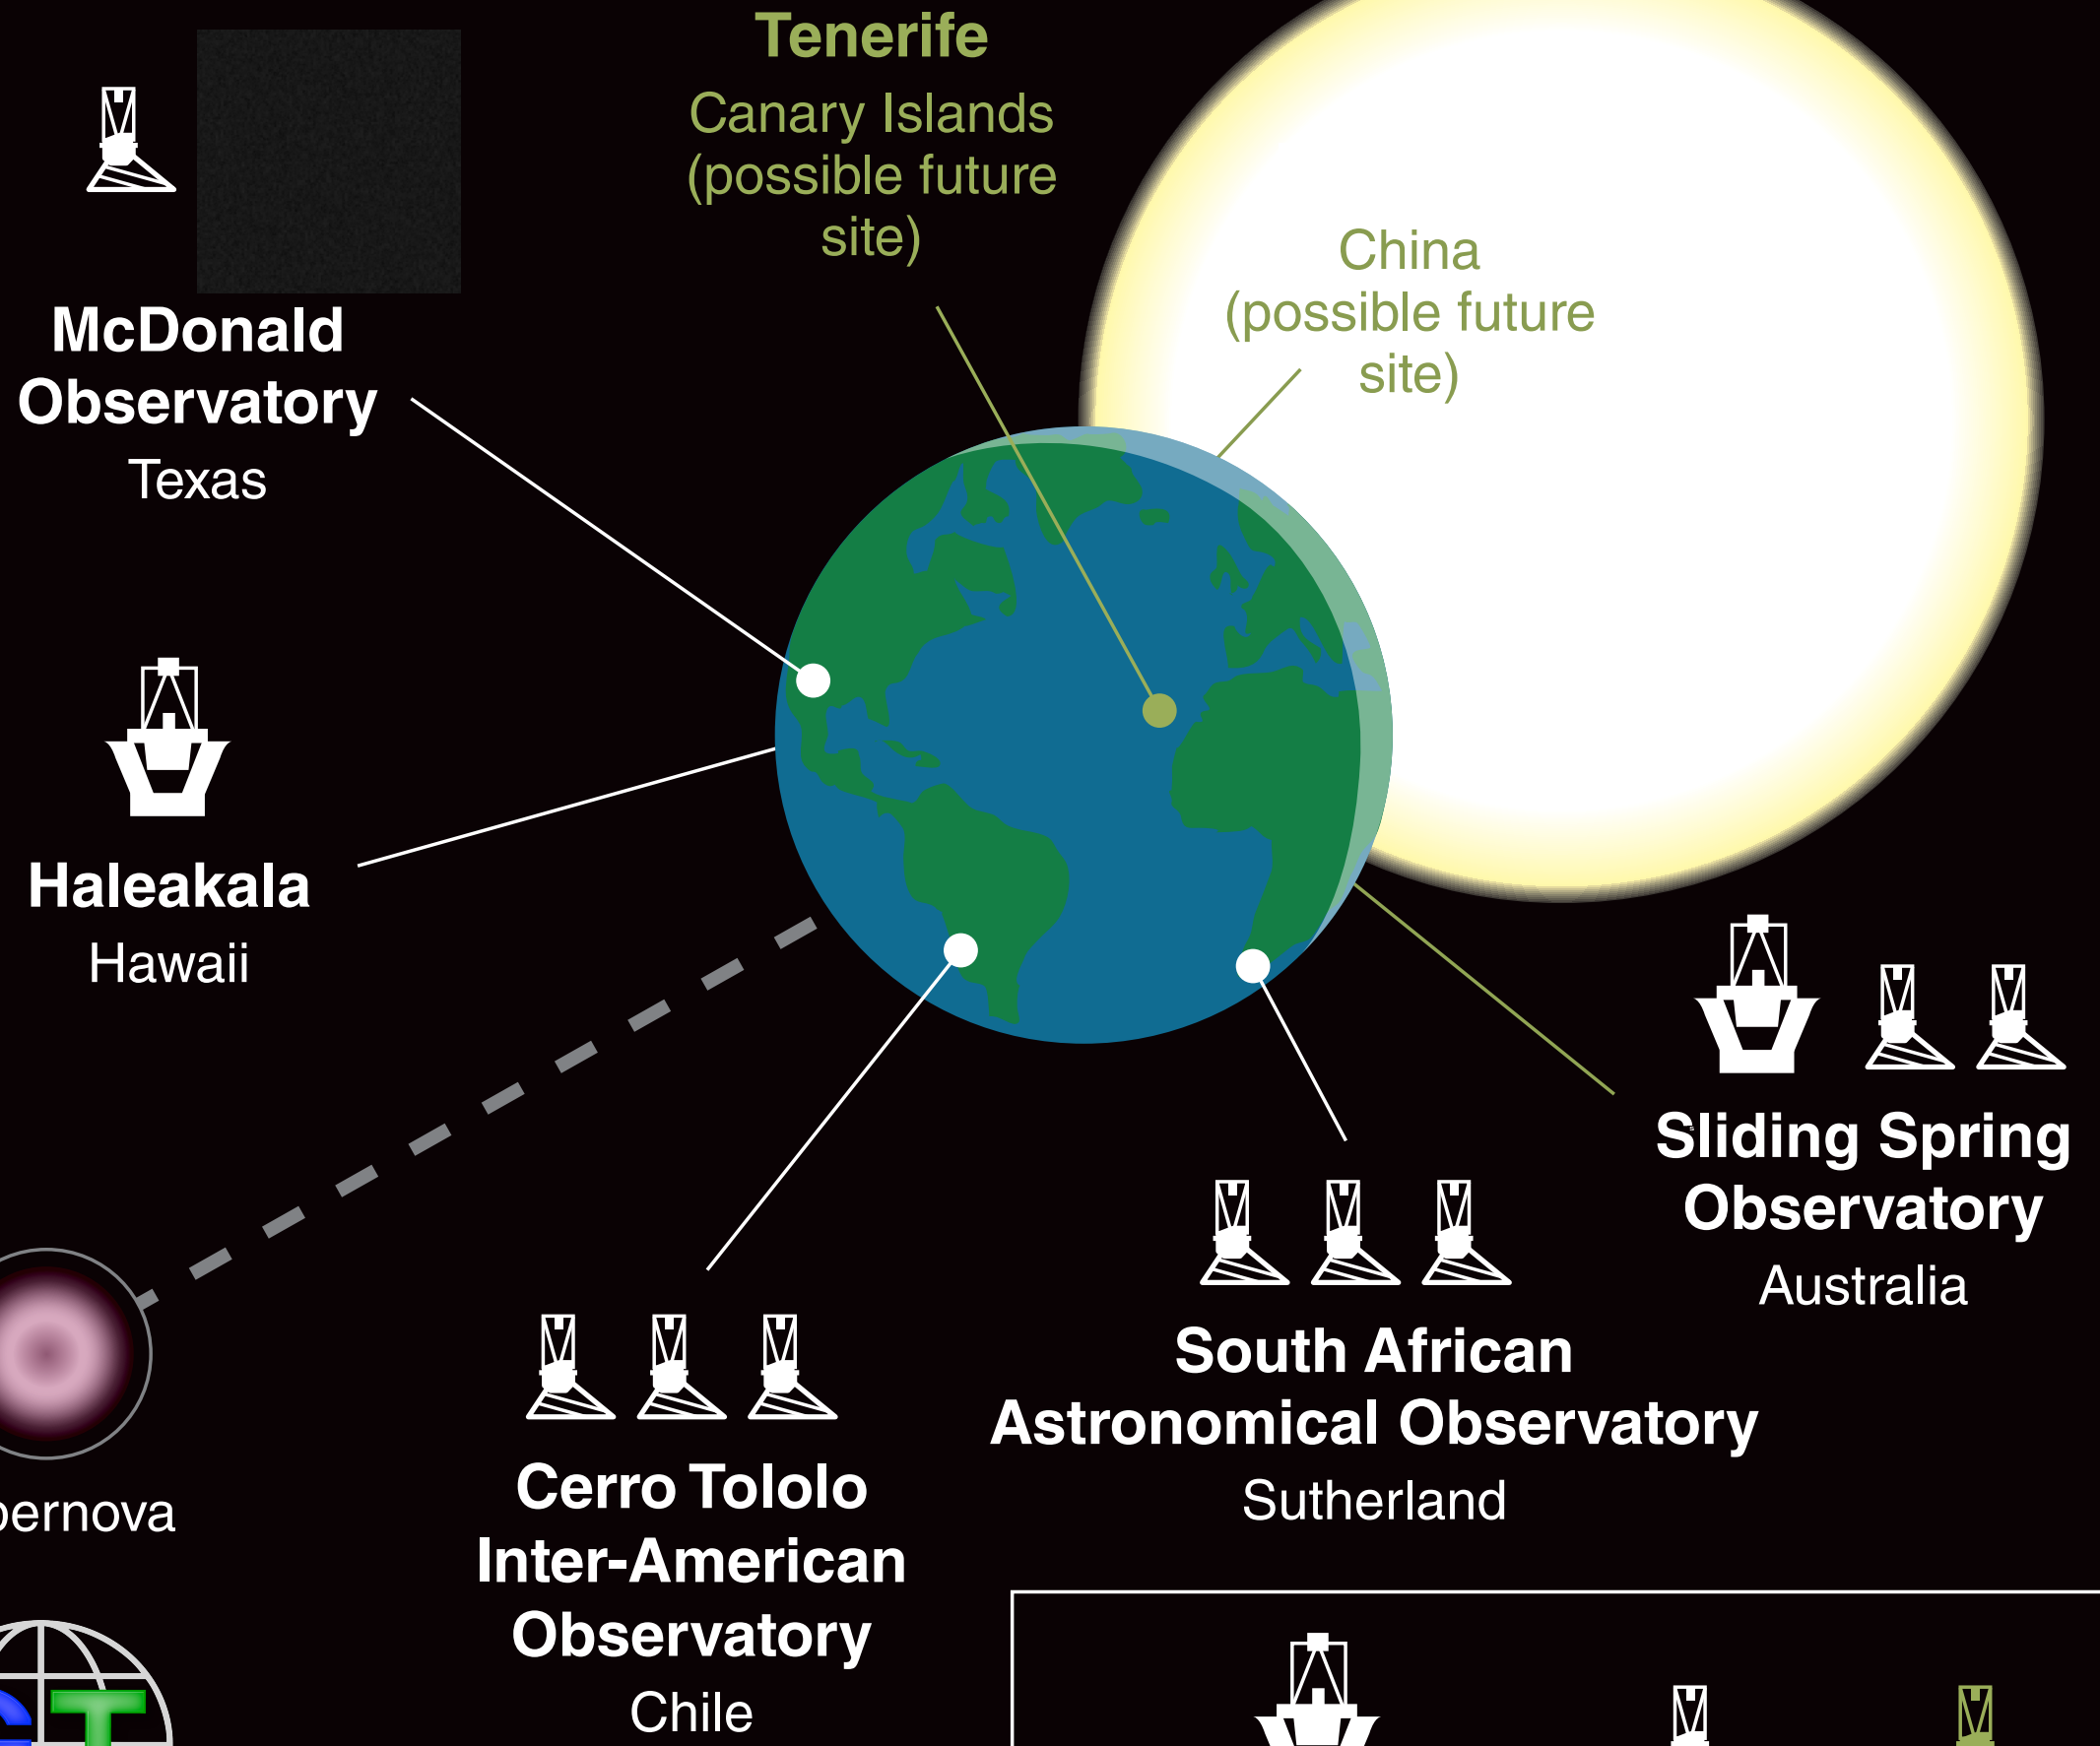 Tenerife
Canary Islands
(possible future
site)
China
(possible future
site)
McDonald
Observatory
Texas
Haleakala
Hawaii
Sliding Spring
Observatory
Australia
South African
Astronomical Observatory
Sutherland
Cerro Tololo
Inter-American
Observatory
Chile
pernova
T